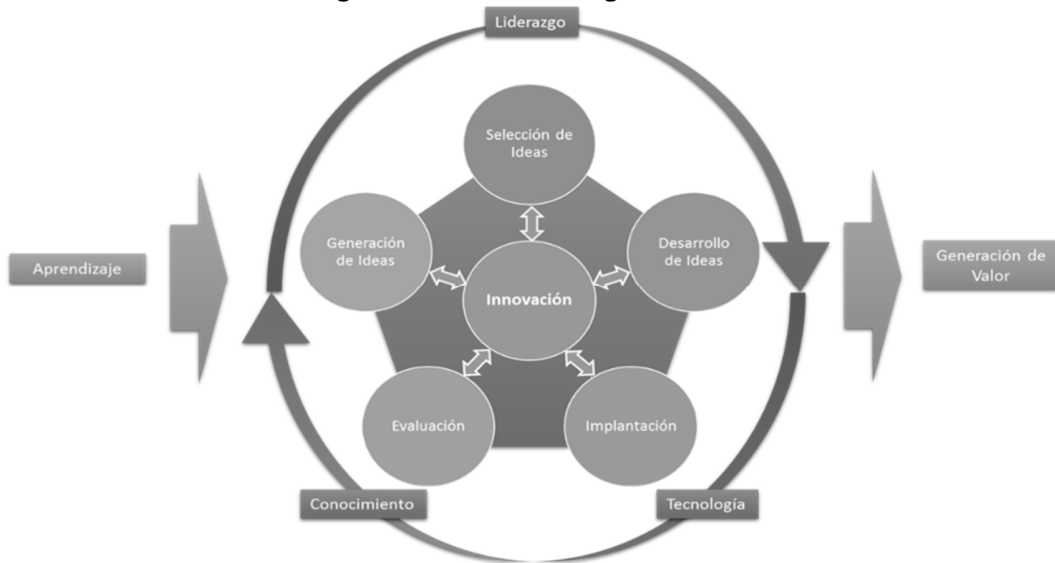 Liderazgo
Selección de
Ideas
Generación
de Ideas
Desarrollo
de Ideas
Aprendizaje
Generación de
Valor
Innovación
Evaluación
Implantación
Conocimiento
Tecnología